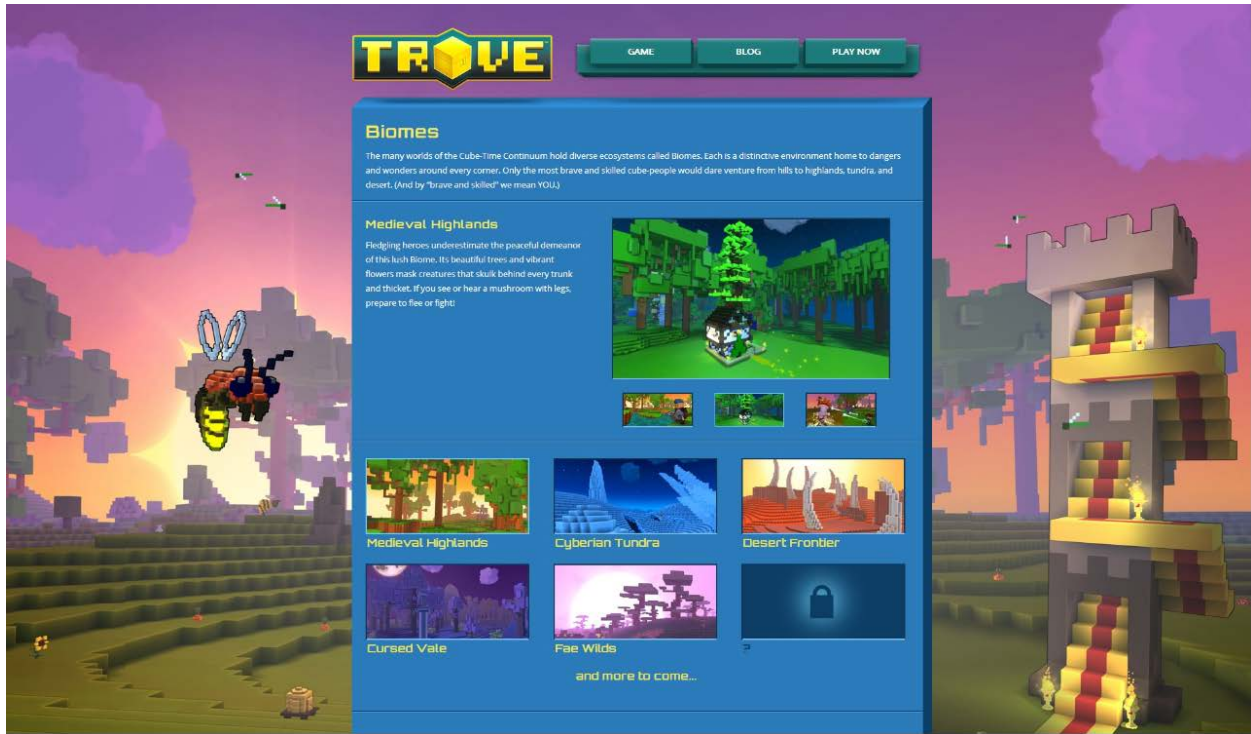 TROVE
GAME
BLOG
PLAY NOW
Biomes
The many worlds of the Cube-Time Continuum hold diverse ecosystems called Biomes. Each is a distinctive environment home to dangers
and wonders around every corner. Only the most brave and skilled cube-people would dare venture from hills to highlands, tundra, and
desert. (And by "brave and skilled" we mean YOU.)
Medieval Highlands
Fledgling heroes underestimate the peaceful demeanor
of this lush Biome. Its beautiful trees and vibrant
flowers mask creatures that skulk behind every trunk
and thicket. If you see or hear a mushroom with legs,
prepare to flee or fight!
Medieval Highlands
Cyberian Tundra
Desert Frontier
Cursed Vale
Fae Wilds
?
and more to come...